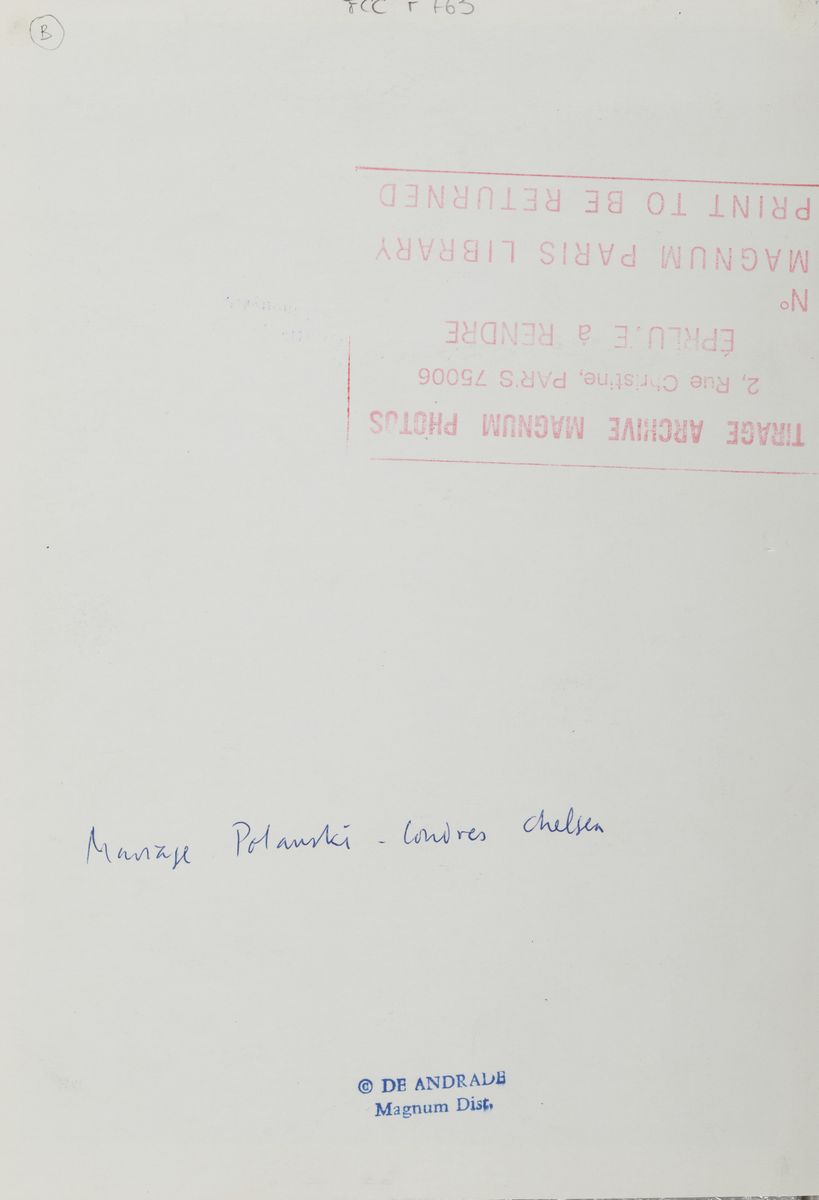 B
Mariage Polanski - Londres Chelsea
© DE ANDRADE
Magnum Dist.
TIRAGE ARCHIVE MAGNUM PHOTOS
2, Rue Christine, PARIS 75006
ÉPREUVE à RENDRE
N°
MAGNUM PARIS LIBRARY
PRINT TO BE RETURNED